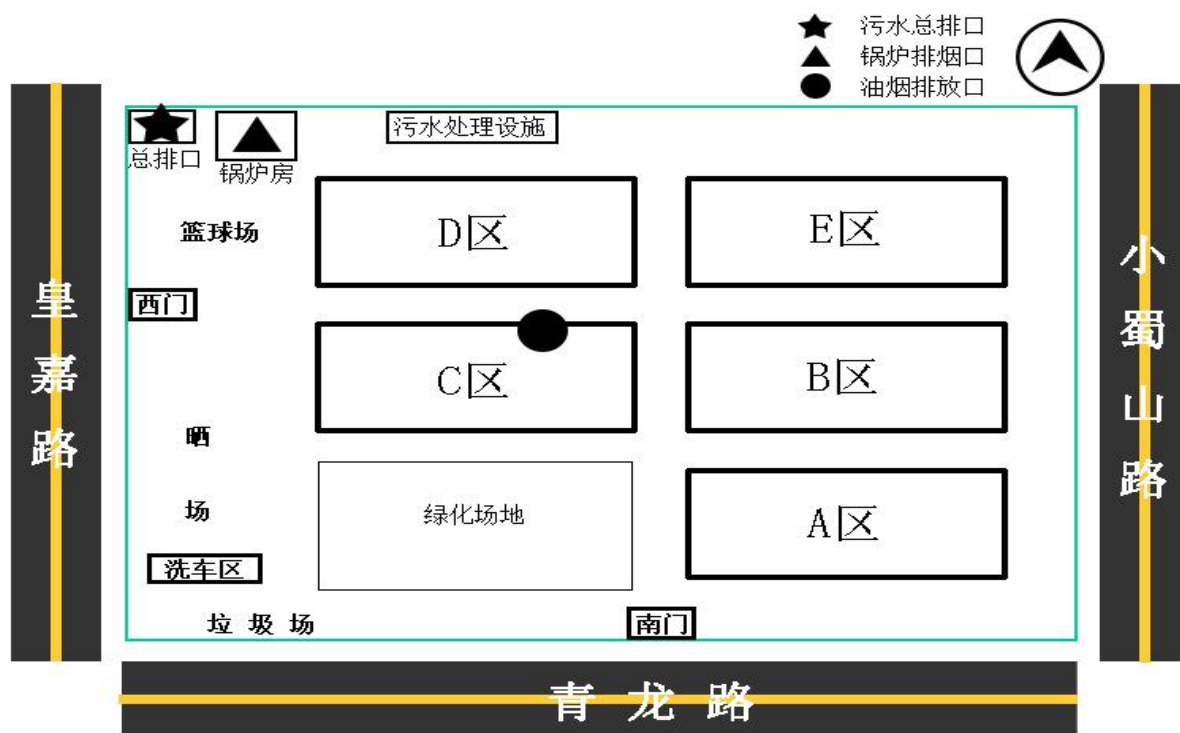 污水总排口
锅炉排烟口
油烟排放口
总排口
锅炉房
污水处理设施
篮球场
D区
E区
西门
C区
B区
晒
场
绿化场地
A区
洗车区
垃圾场
南门
皇嘉路
小蜀山路
青龙路